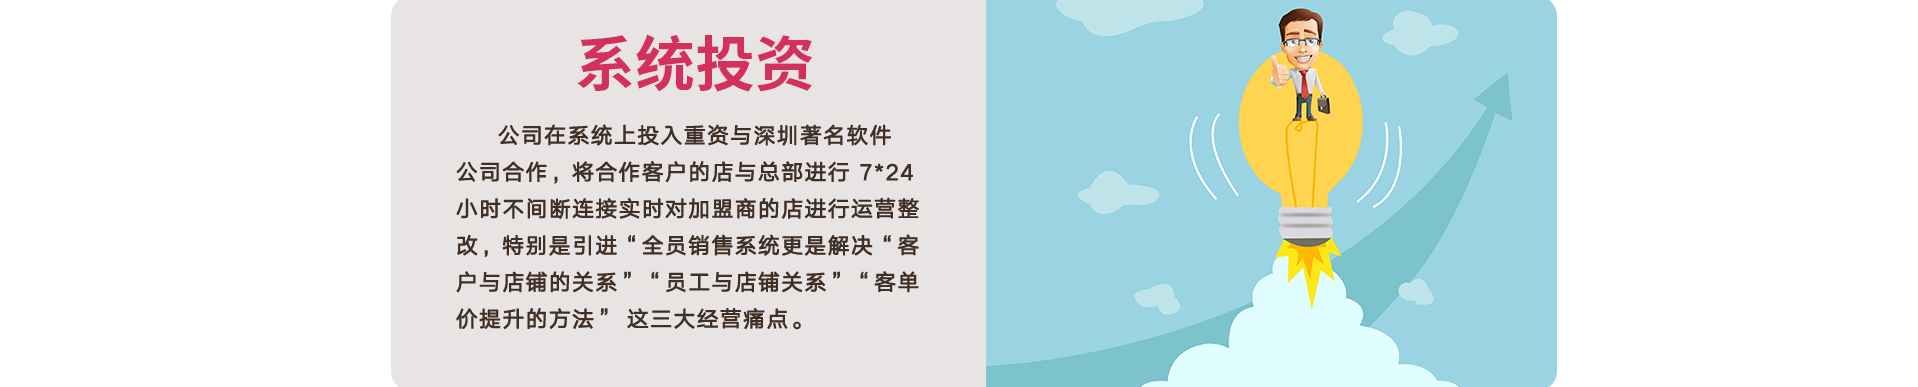 系统投资
公司在系统上投入重资与深圳著名软件
公司合作，将合作客户的店与总部进行 7*24
小时不间断连接实时对加盟商的店进行运营整
改，特别是引进“全员销售系统更是解决“客
户与店铺的关系”“员工与店铺关系”“客单
价提升的方法” 这三大经营痛点。